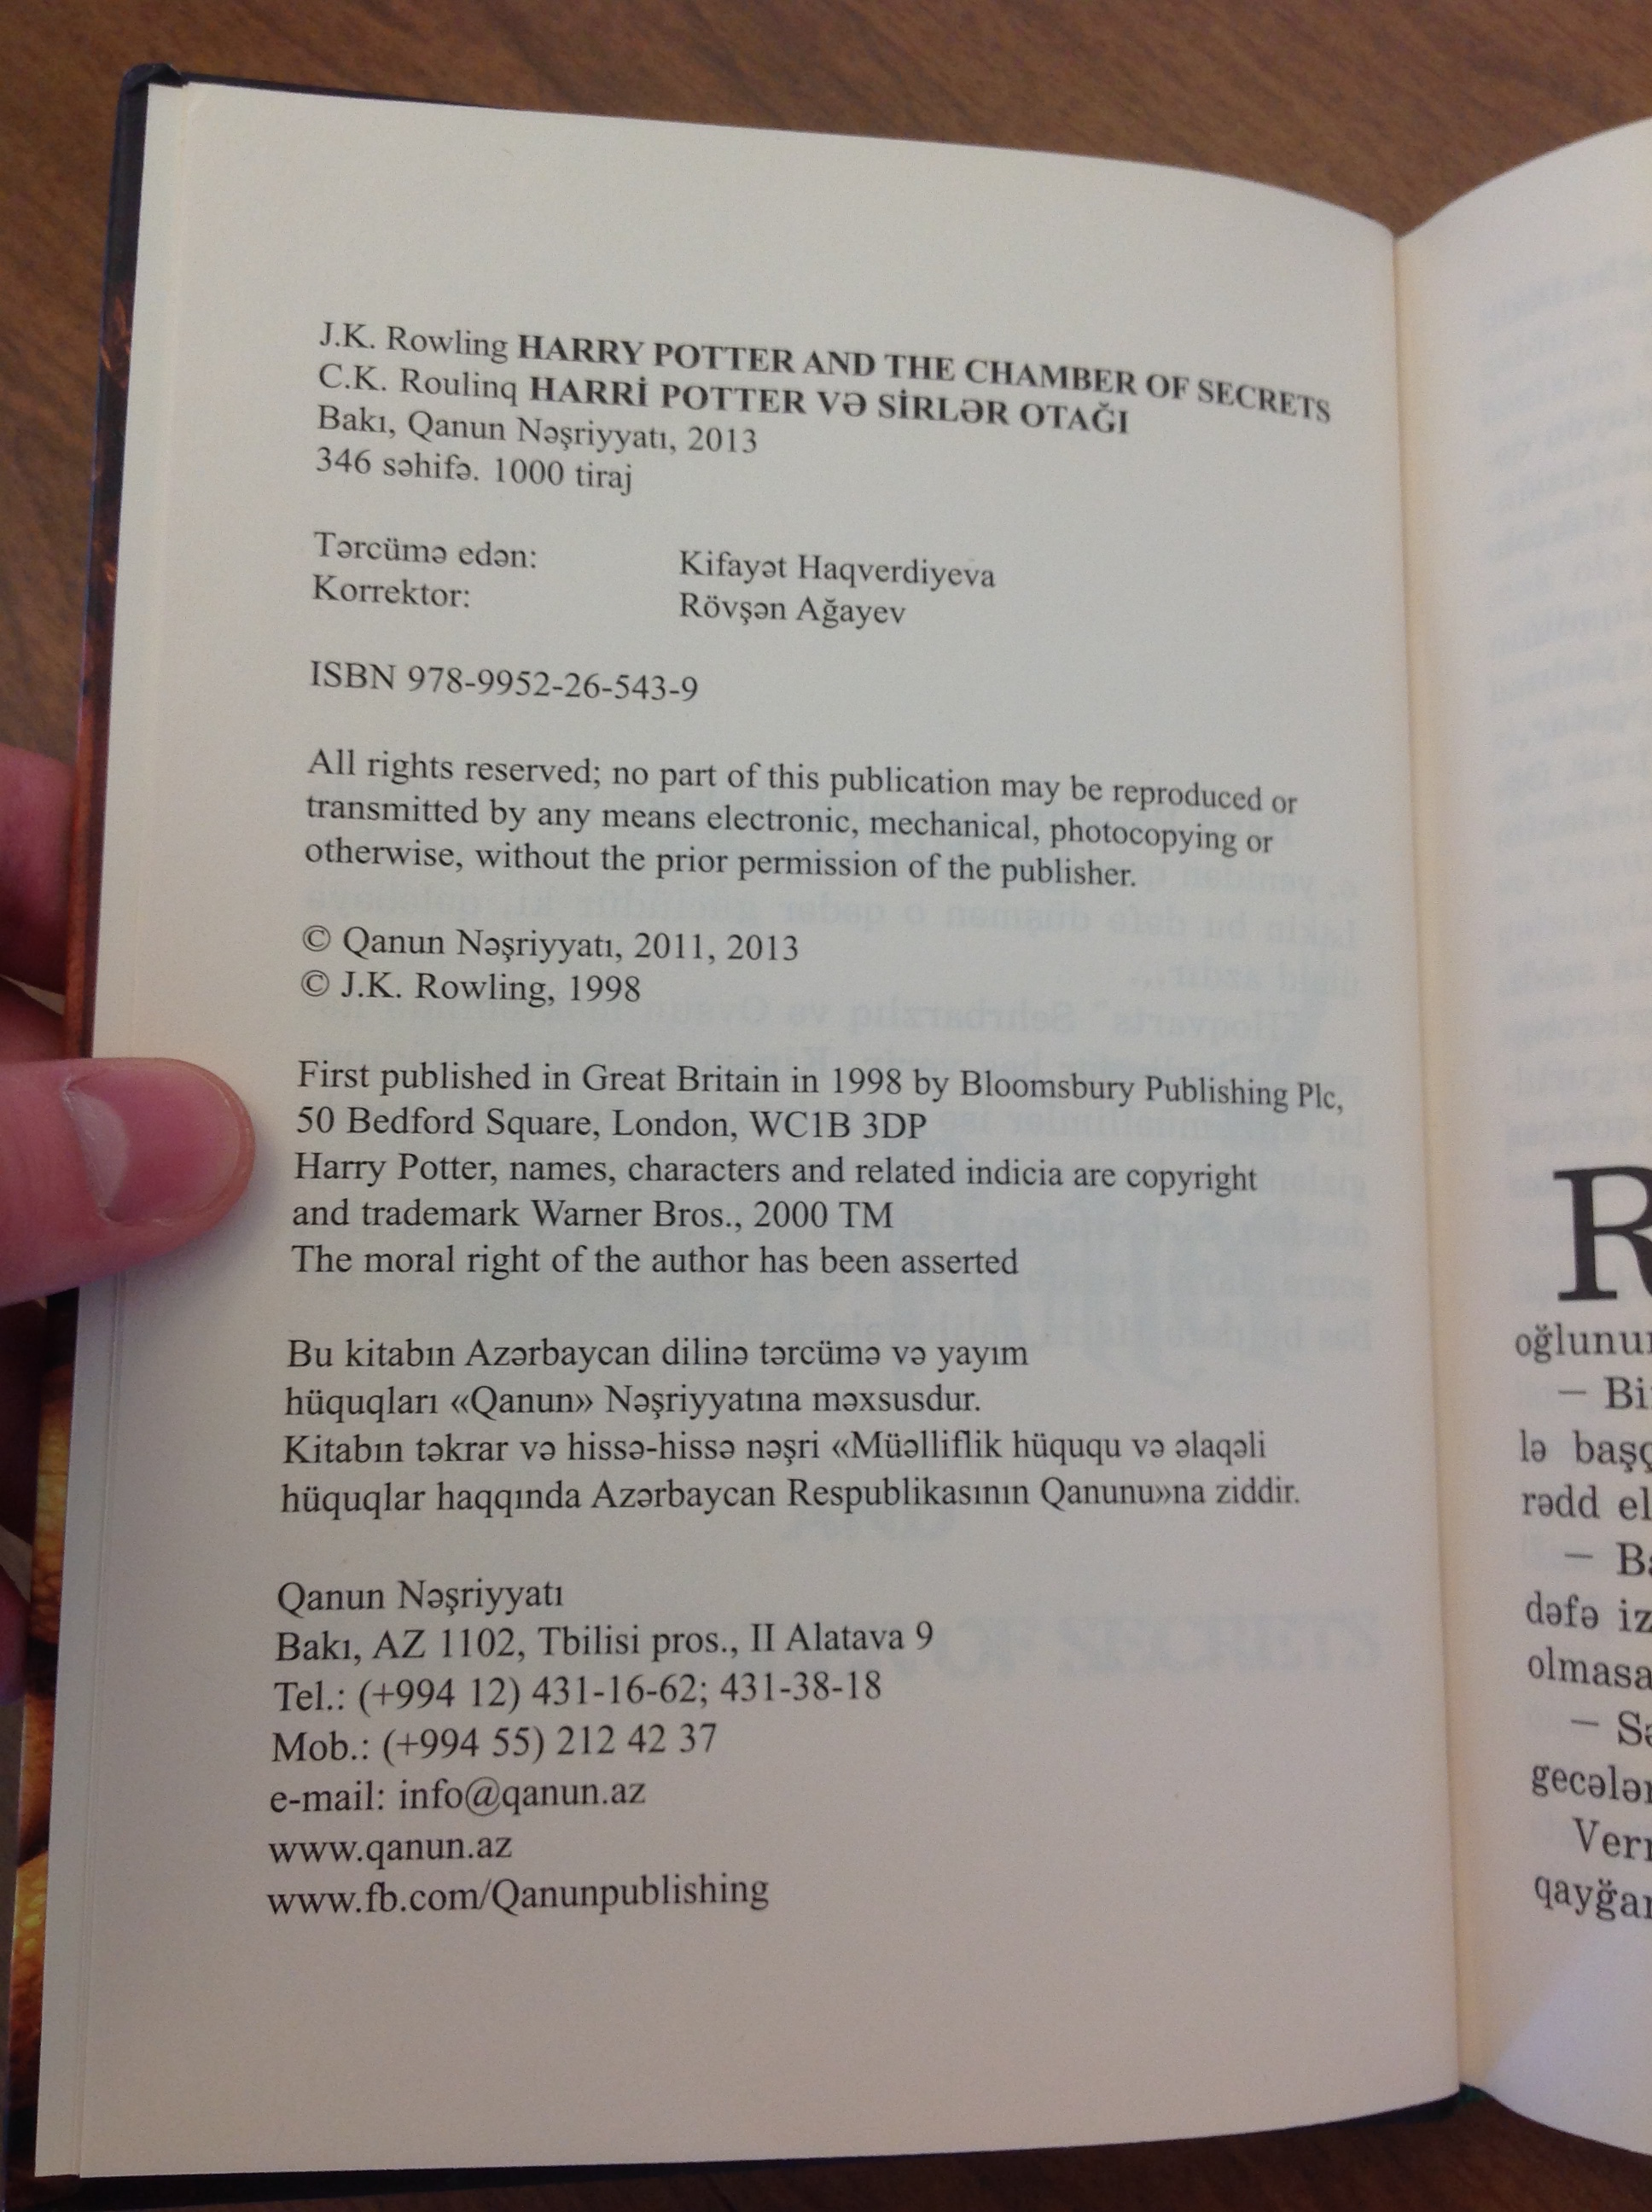 J.K. Rowling HARRY POTTER AND THE CHAMBER OF SECRETS
C.K. Roulinq HARRİ POTTER VƏ SİRLƏR OTAĞI
Bakı, Qanun Nəşriyyatı, 2013
346 səhifə. 1000 tiraj
Tərcümə edən: Kifayət Haqverdiyeva
Korrektor: Rövşən Ağayev
ISBN 978-9952-26-543-9
All rights reserved; no part of this publication may be reproduced or
transmitted by any means electronic, mechanical, photocopying or
otherwise, without the prior permission of the publisher.
© Qanun Nəşriyyatı, 2011, 2013
© J.K. Rowling, 1998
First published in Great Britain in 1998 by Bloomsbury Publishing Plc,
50 Bedford Square, London, WC1B 3DP
Harry Potter, names, characters and related indicia are copyright
and trademark Warner Bros., 2000 TM
The moral right of the author has been asserted
Bu kitabın Azərbaycan dilinə tərcümə və yayım
hüquqları «Qanun» Nəşriyyatına məxsusdur.
Kitabın təkrar və hissə-hissə nəşri «Müəlliflik hüququ və əlaqəli
hüquqlar haqqında Azərbaycan Respublikasının Qanunu»na ziddir.
Qanun Nəşriyyatı
Bakı, AZ 1102, Tbilisi pros., II Alatava 9
Tel.: (+994 12) 431-16-62; 431-38-18
Mob.: (+994 55) 212 42 37
e-mail: info@qanun.az
www.qanun.az
www.fb.com/Qanunpublishing
R
lə
rədd
dəfə